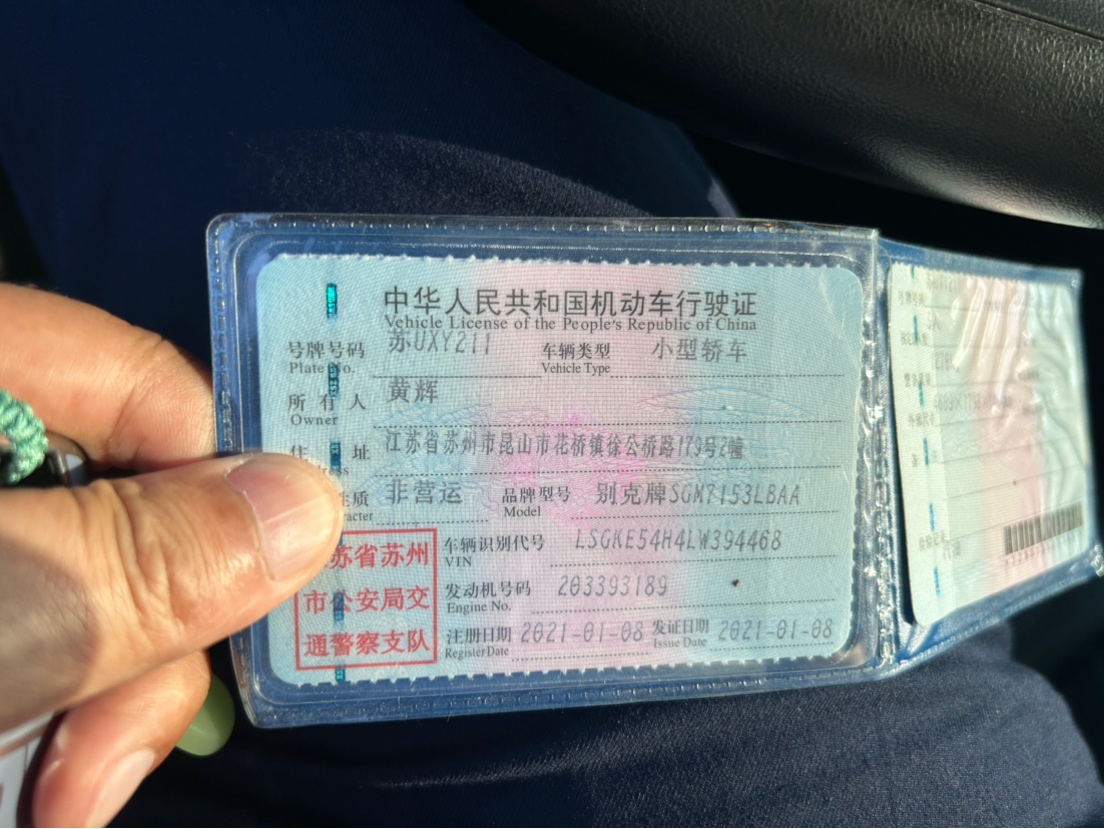 中华人民共和国机动车行驶证
Vehicle License of the People's Republic of China
号牌号码 苏UXY211 车辆类型 小型轿车
Plate No. Vehicle Type
所有人 黄辉
Owner
住址 江苏省苏州市昆山市花桥镇徐公桥路179号2幢
性质 非营运 品牌型号 别克牌SGM7153LBAA
Model
车辆识别代号 LSGKE54H4LW394468
VIN
发动机号码 203393189
Engine No.
注册日期 2021-01-08 发证日期 2021-01-08
Register Date Issue Date
苏省苏州
市公安局交
通警察支队